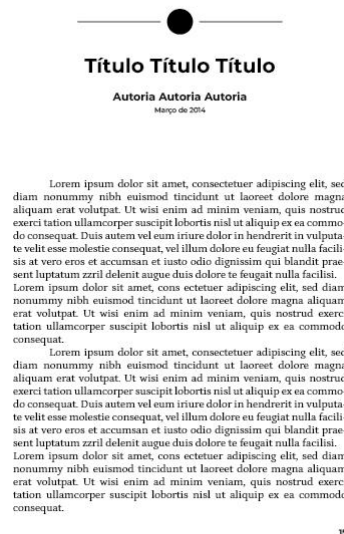 Título Título Título
Autoria Autoria Autoria
Março de 2014
Lorem ipsum dolor sit amet, consectetuer adipiscing elit, sed
diam nonummy nibh euismod tincidunt ut laoreet dolore magna
aliquam erat volutpat. Ut wisi enim ad minim veniam, quis nostrud
exerci tation ullamcorper suscipit lobortis nisl ut aliquip ex ea commo-
do consequat. Duis autem vel eum iriure dolor in hendrerit in vulputa-
te velit esse molestie consequat, vel illum dolore eu feugiat nulla facili-
sis at vero eros et accumsan et iusto odio dignissim qui blandit prae-
sent luptatum zzril delenit augue duis dolore te feugait nulla facilisi.
Lorem ipsum dolor sit amet, cons ectetuer adipiscing elit, sed diam
nonummy nibh euismod tincidunt ut laoreet dolore magna aliquam
erat volutpat. Ut wisi enim ad minim veniam, quis nostrud exerc
tation ullamcorper suscipit lobortis nisl ut aliquip ex ea commodo
consequat.
Lorem ipsum dolor sit amet, consectetuer adipiscing elit, sed
diam nonummy nibh euismod tincidunt ut laoreet dolore magna
aliquam erat volutpat. Ut wisi enim ad minim veniam, quis nostrud
exerci tation ullamcorper suscipit lobortis nisl ut aliquip ex ea commo-
do consequat. Duis autem vel eum iriure dolor in hendrerit in vulputa-
te velit esse molestie consequat, vel illum dolore eu feugiat nulla facili-
sis at vero eros et accumsan et iusto odio dignissim qui blandit prae-
sent luptatum zzril delenit augue duis dolore te feugait nulla facilisi.
Lorem ipsum dolor sit amet, cons ectetuer adipiscing elit, sed diam
nonummy nibh euismod tincidunt ut laoreet dolore magna aliquam
erat volutpat. Ut wisi enim ad minim veniam, quis nostrud exerc
tation ullamcorper suscipit lobortis nisl ut aliquip ex ea commodo
consequat.